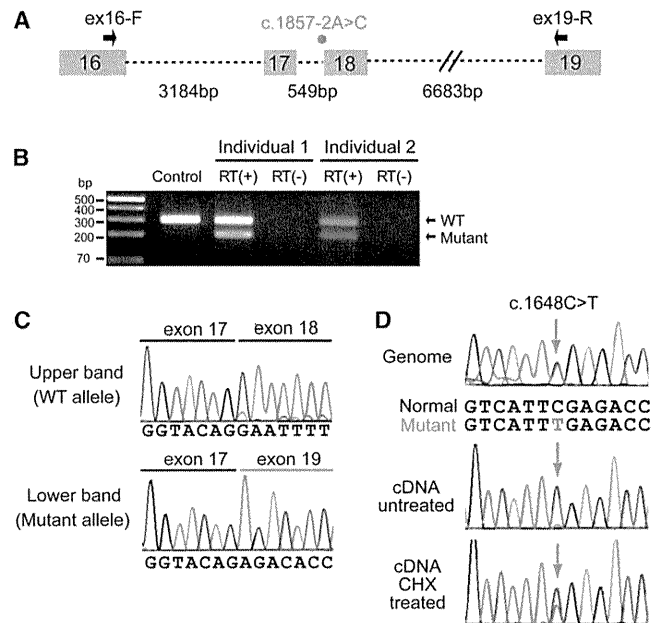 A
ex16-F
c.1857-2A>C
ex19-R
16
17
18
19
3184bp
549bp
6683bp
B
Individual 1
Individual 2
bp
Control
RT(+)
RT(-)
RT(+)
RT(-)
500
400
300
200
70
WT
Mutant
C
exon 17
exon 18
Upper band
(WT allele)
GGTACAGGAATTTT
exon 17
exon 19
Lower band
(Mutant allele)
GGTACAGAGACACC
D
c.1648C>T
Genome
Normal
GTCATTCGAGACC
Mutant
GTCATTTGAGACC
cDNA
untreated
cDNA
CHX
treated